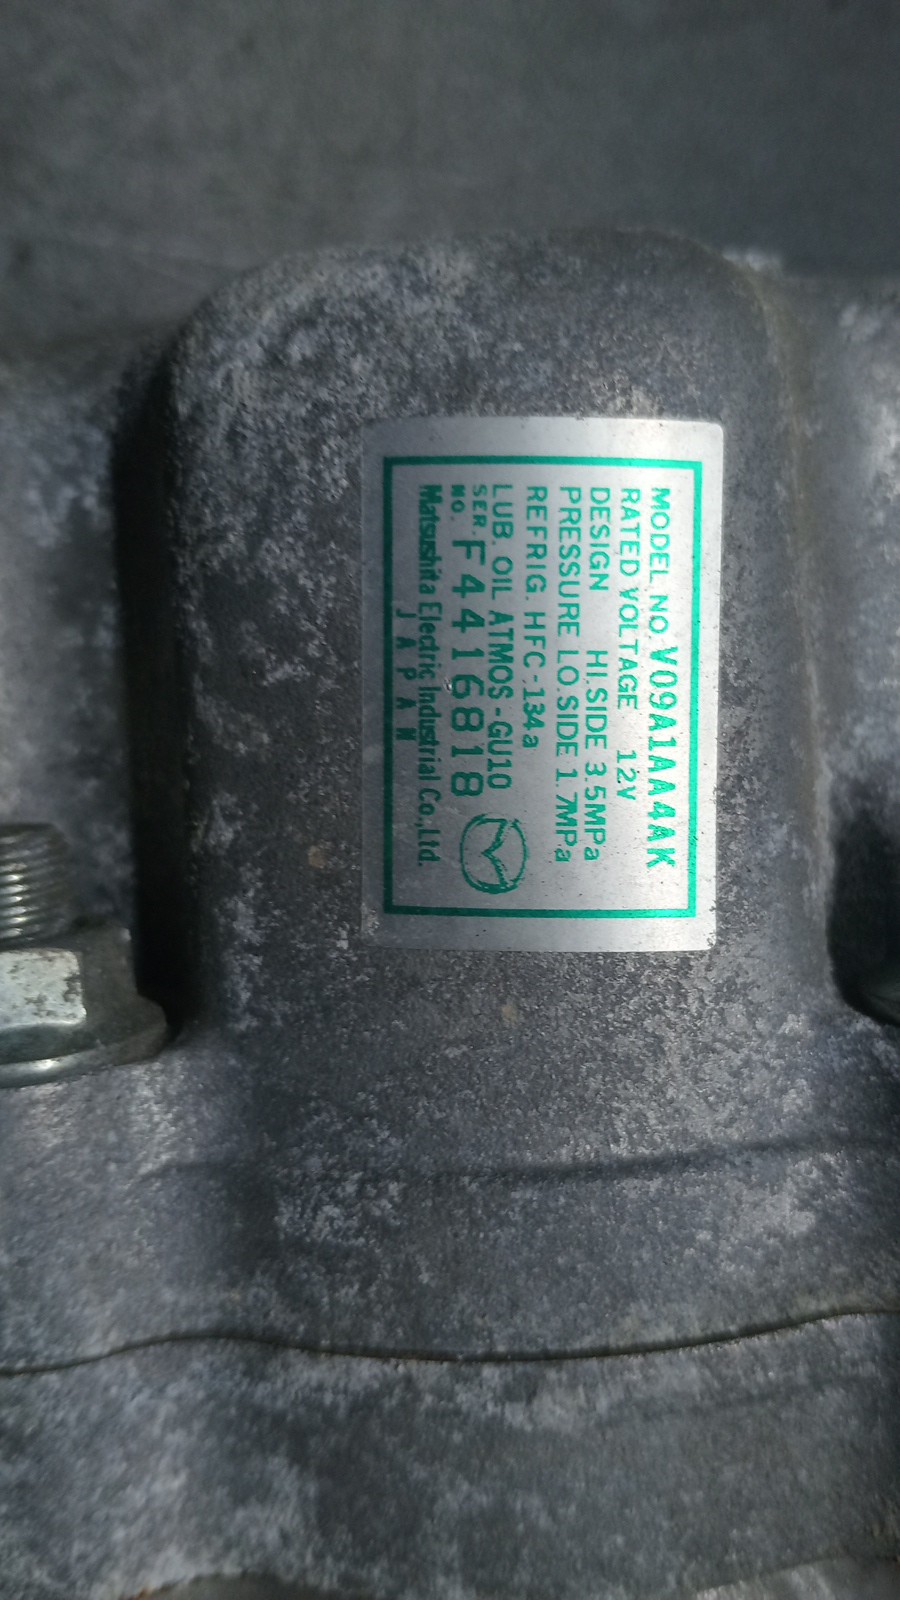 MODEL NO. V09A1AA4AK
RATED VOLTAGE 12V
DESIGN HI.SIDE 3.5MPa
PRESSURE LO.SIDE 1.7MPa
REFRIG. HFC-134a
LUB. OIL ATMOS-GU10
SER. NO. F4416818
Matsushita Electric Industrial Co.,Ltd.
JAPAN